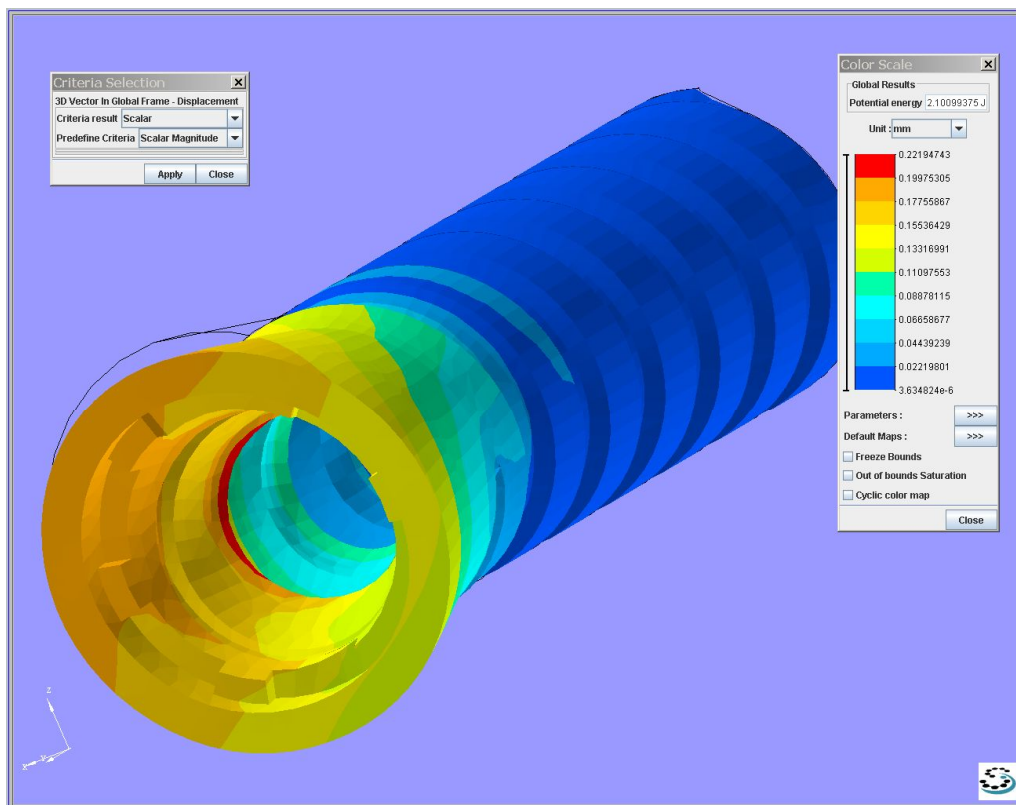 Criteria Selection
3D Vector In Global Frame - Displacement
Criteria result Scalar
Predefine Criteria Scalar Magnitude
Apply Close
Color Scale
Global Results
Potential energy 2.10099375 J
Unit : mm
0.22194743
0.19975305
0.17755867
0.15536429
0.13316991
0.11097553
0.08878115
0.06658677
0.04439239
0.02219801
3.634824e-6
Parameters : >>>
Default Maps : >>>
Freeze Bounds
Out of bounds Saturation
Cyclic color map
Close
z
x Y